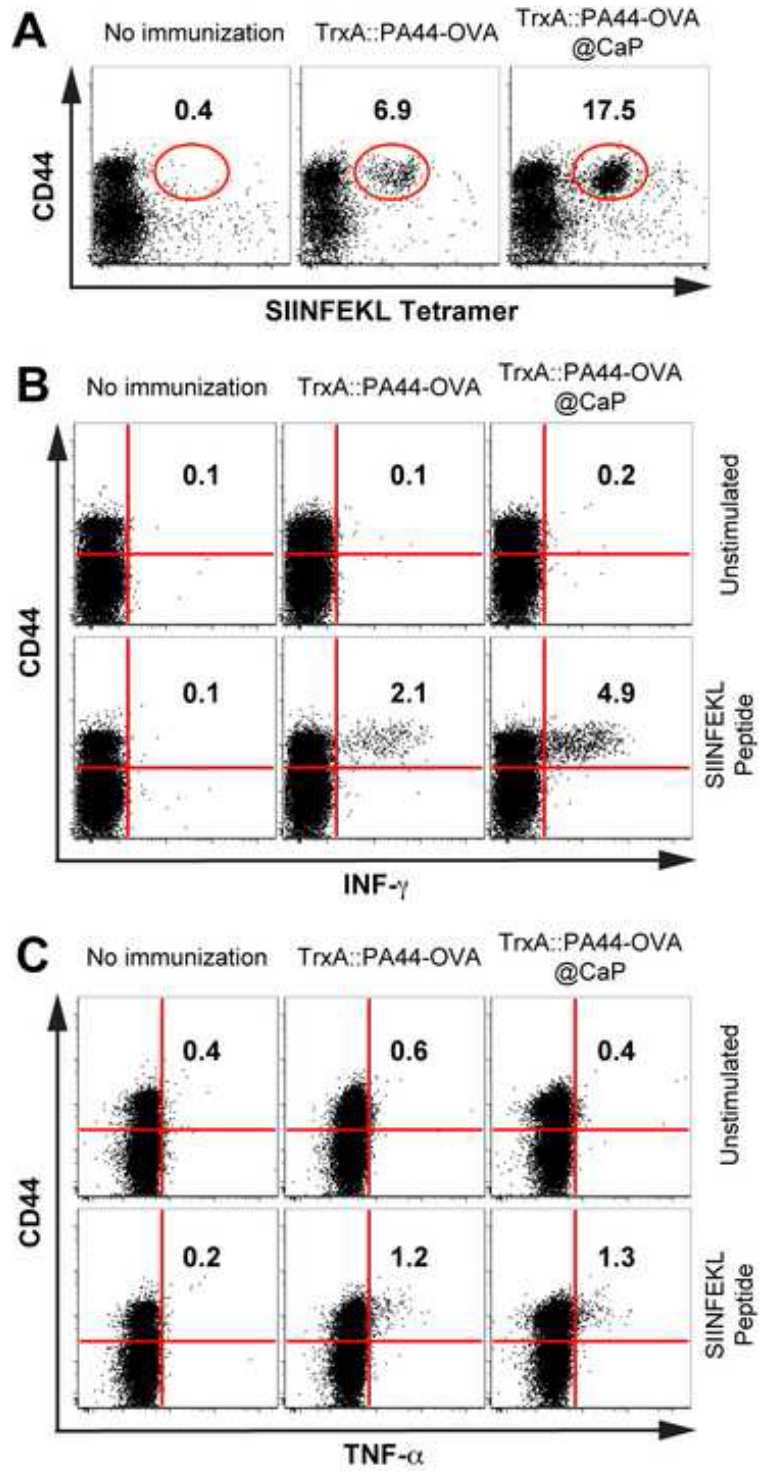 A
No immunization
TrxA::PA44-OVA
TrxA::PA44-OVA
@CaP
0.4
6.9
17.5
CD44
SIINFEKL Tetramer
B
No immunization
TrxA::PA44-OVA
TrxA::PA44-OVA
@CaP
0.1
0.1
0.2
Unstimulated
CD44
0.1
2.1
4.9
SIINFEKL
Peptide
INF-γ
C
No immunization
TrxA::PA44-OVA
TrxA::PA44-OVA
@CaP
0.4
0.6
0.4
Unstimulated
CD44
0.2
1.2
1.3
SIINFEKL
Peptide
TNF-α